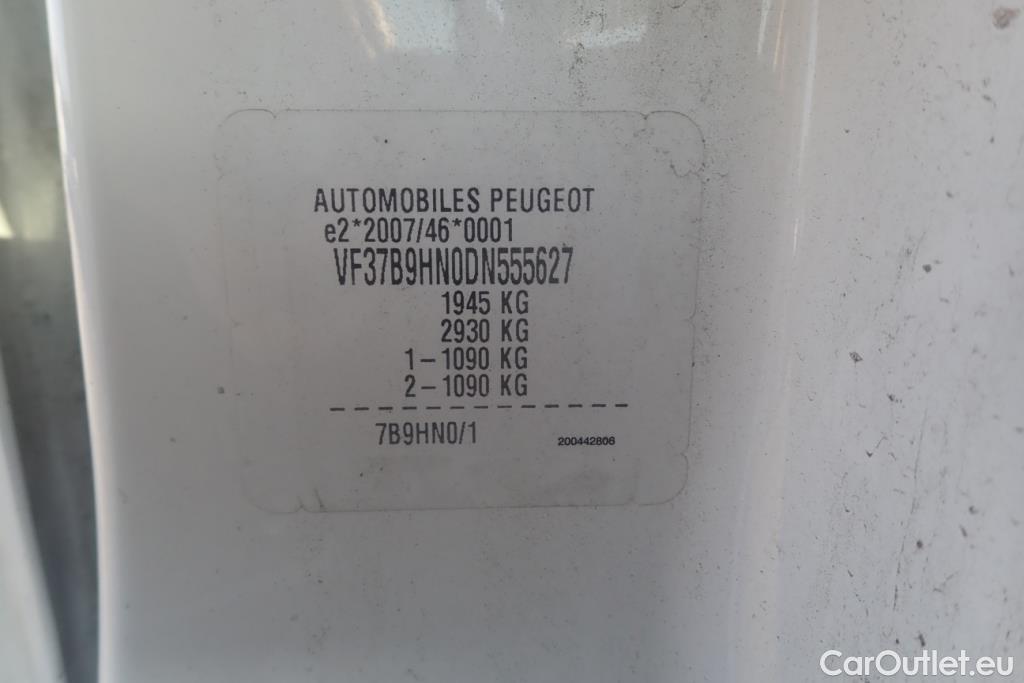 AUTOMOBILES PEUGEOT
e2*2007/46*0001
VF37B9HN0DN555627
1945 KG
2930 KG
1-1090 KG
2-1090 KG
7B9HN0/1
200442806
CarOutlet.eu